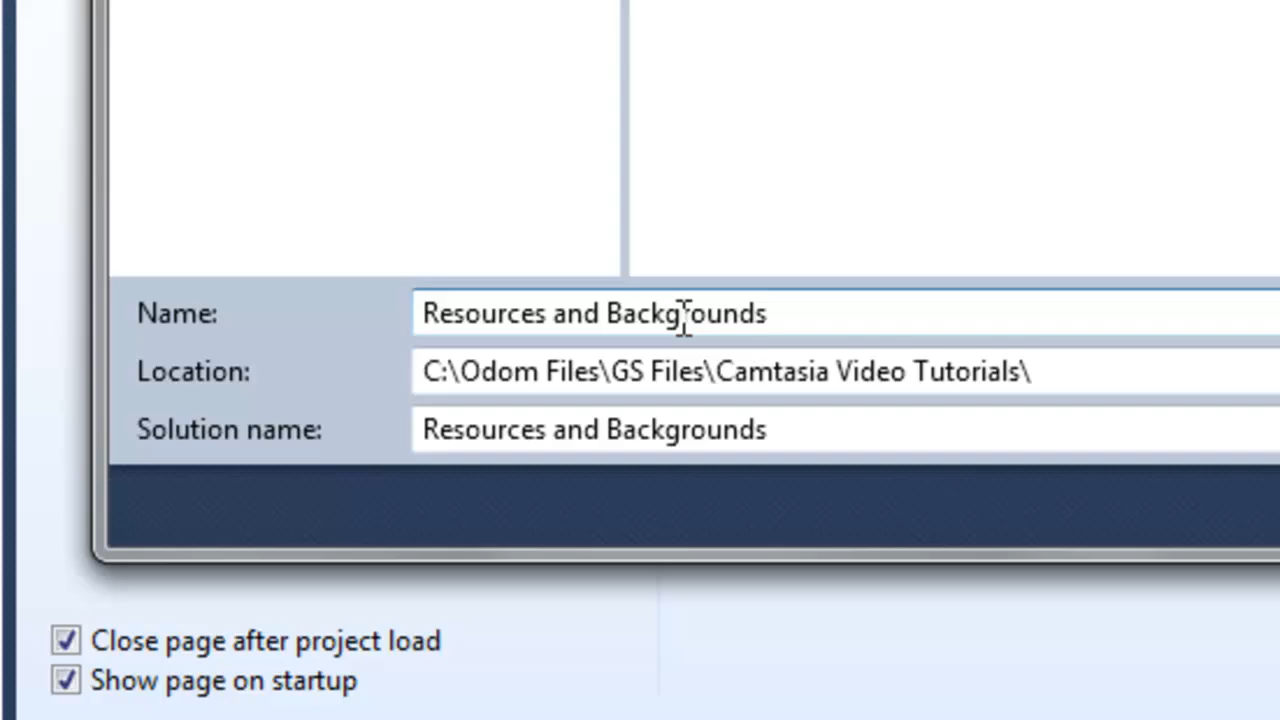 Name: Resources and Backgrounds
Location: C:\Odom Files\GS Files\Camtasia Video Tutorials\
Solution name: Resources and Backgrounds
Close page after project load
Show page on startup